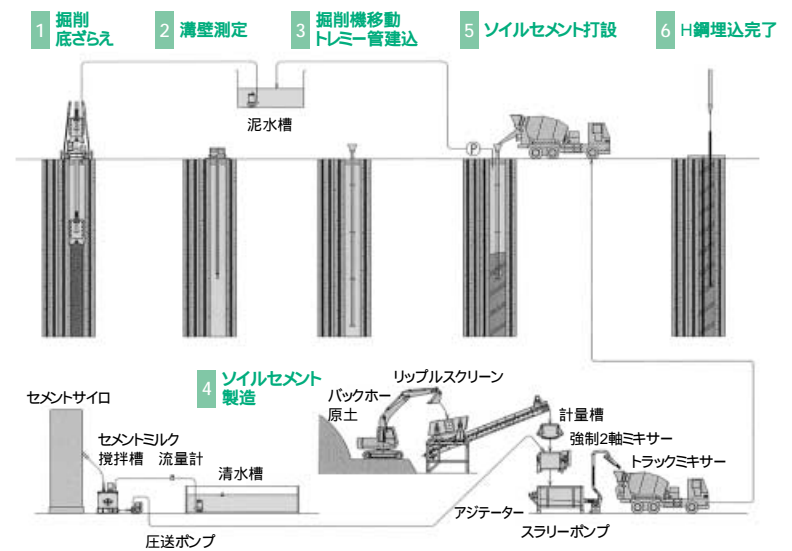 1 掘削
底ざらえ
2 溝壁測定
3 掘削機移動
トレミー管建込
5 ソイルセメント打設
6 H鋼埋込完了
泥水槽
P
4 ソイルセメント
製造
セメントサイロ
セメントミルク
撹拌槽
流量計
清水槽
圧送ポンプ
バックホー
原土
リップルスクリーン
計量槽
強制2軸ミキサー
トラックミキサー
アジテーター
スラリーポンプ